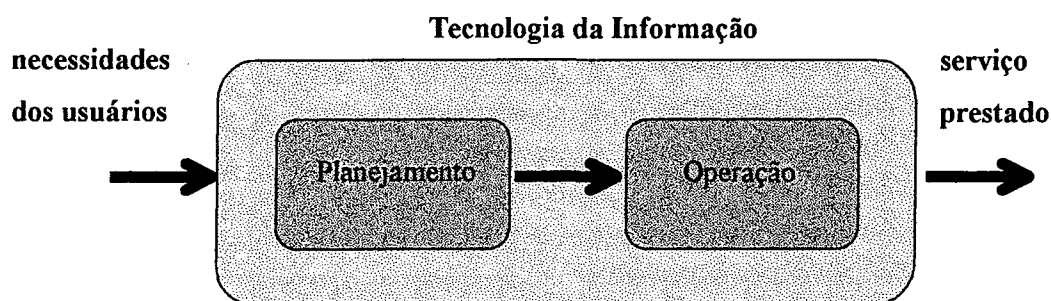 Tecnologia da Informação
necessidades
dos usuários
Planejamento
Operação
serviço
prestado